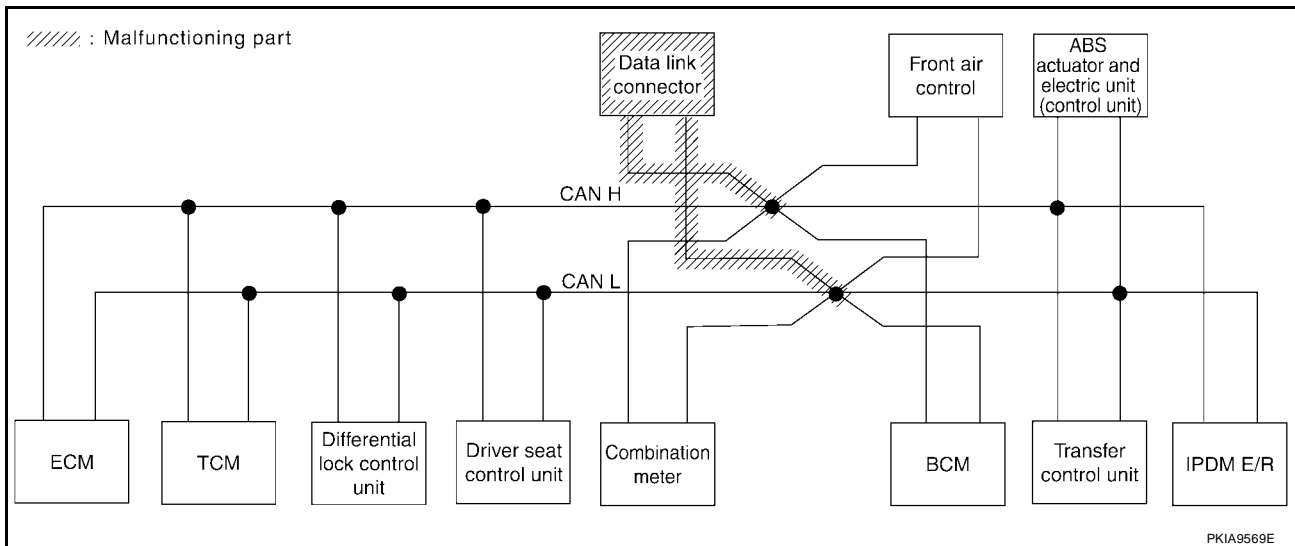 : Malfunctioning part
Data link
connector
Front air
control
ABS
actuator and
electric unit
(control unit)
CAN H
CAN L
ECM
TCM
Differential
lock control
unit
Driver seat
control unit
Combination
meter
BCM
Transfer
control unit
IPDM E/R
PKIA9569E